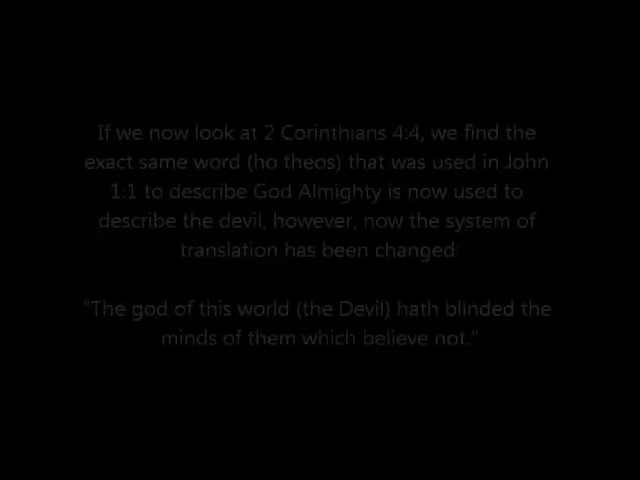 If we now look at 2 Corinthians 4:4, we find the
exact same word (ho theos) that was used in John
1:1 to describe God Almighty is now used to
describe the devil, however, now the system of
translation has been changed
"The god of this world (the Devil) hath blinded the
minds of them which believe not."